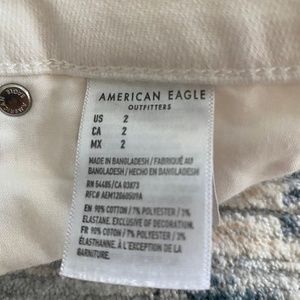 AMERICAN EAGLE
OUTFITTERS
US 2
CA 2
MX 2
MADE IN BANGLADESH / FABRIQUÉ AU
BANGLADESH / HECHO EN BANGLADESH
RN 54485/CA 03873
RFC# AEM120605U9A
EN: 90% COTTON / 7% POLYESTER / 3%
ELASTANE. EXCLUSIVE OF DECORATION.
FR: 90% COTON / 7% POLYESTER / 3%
ÉLASTHANNE. À L'EXCEPTION DE LA
GARNITURE.